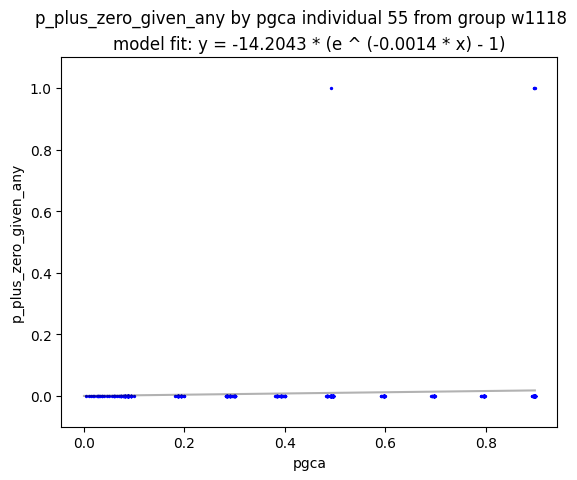 p_plus_zero_given_any by pgca individual 55 from group w1118
model fit: y = -14.2043 * (e ^ (-0.0014 * x) - 1)
1.0
0.8
0.6
0.4
0.2
0.0
p_plus_zero_given_any
0.0 0.2 0.4 0.6 0.8
pgca